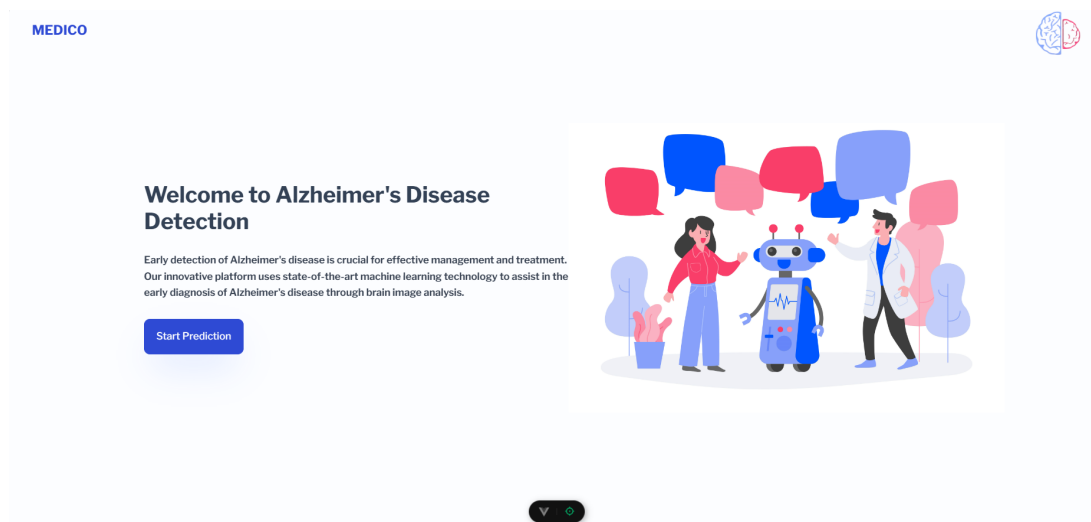 MEDICO
Welcome to Alzheimer's Disease
Detection
Early detection of Alzheimer's disease is crucial for effective management and treatment.
Our innovative platform uses state-of-the-art machine learning technology to assist in the
early diagnosis of Alzheimer's disease through brain image analysis.
Start Prediction